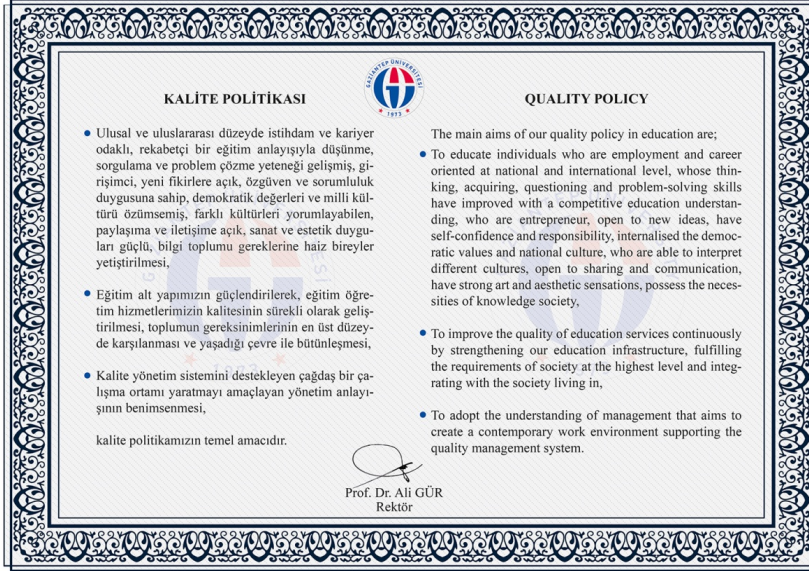 GAZİANTEP ÜNİVERSİTESİ
1973
KALİTE POLİTİKASI
Ulusal ve uluslararası düzeyde istihdam ve kariyer
odaklı, rekabetçi bir eğitim anlayışıyla düşünme,
sorgulama ve problem çözme yeteneği gelişmiş, gi-
rişimci, yeni fikirlere açık, özgüven ve sorumluluk
duygusuna sahip, demokratik değerleri ve milli kül-
türü özümsemiş, farklı kültürleri yorumlayabilen,
paylaşıma ve iletişime açık, sanat ve estetik duygu-
ları güçlü, bilgi toplumu gereklerine haiz bireyler
yetiştirilmesi,
Eğitim alt yapımızın güçlendirilerek, eğitim öğre-
tim hizmetlerimizin kalitesinin sürekli olarak geliş-
tirilmesi, toplumun gereksinimlerinin en üst düzey-
de karşılanması ve yaşadığı çevre ile bütünleşmesi,
Kalite yönetim sistemini destekleyen çağdaş bir ça-
lışma ortamı yaratmayı amaçlayan yönetim anlayı-
şının benimsenmesi,
kalite politikamızın temel amacıdır.
QUALITY POLICY
The main aims of our quality policy in education are;
To educate individuals who are employment and career
oriented at national and international level, whose thin-
king, acquiring, questioning and problem-solving skills
have improved with a competitive education understan-
ding, who are entrepreneur, open to new ideas, have
self-confidence and responsibility, internalised the democ-
ratic values and national culture, who are able to interpret
different cultures, open to sharing and communication,
have strong art and aesthetic sensations, possess the neces-
sities of knowledge society,
To improve the quality of education services continuously
by strengthening our education infrastructure, fulfilling
the requirements of society at the highest level and integ-
rating with the society living in,
To adopt the understanding of management that aims to
create a contemporary work environment supporting the
quality management system.
Prof. Dr. Ali GÜR
Rektör